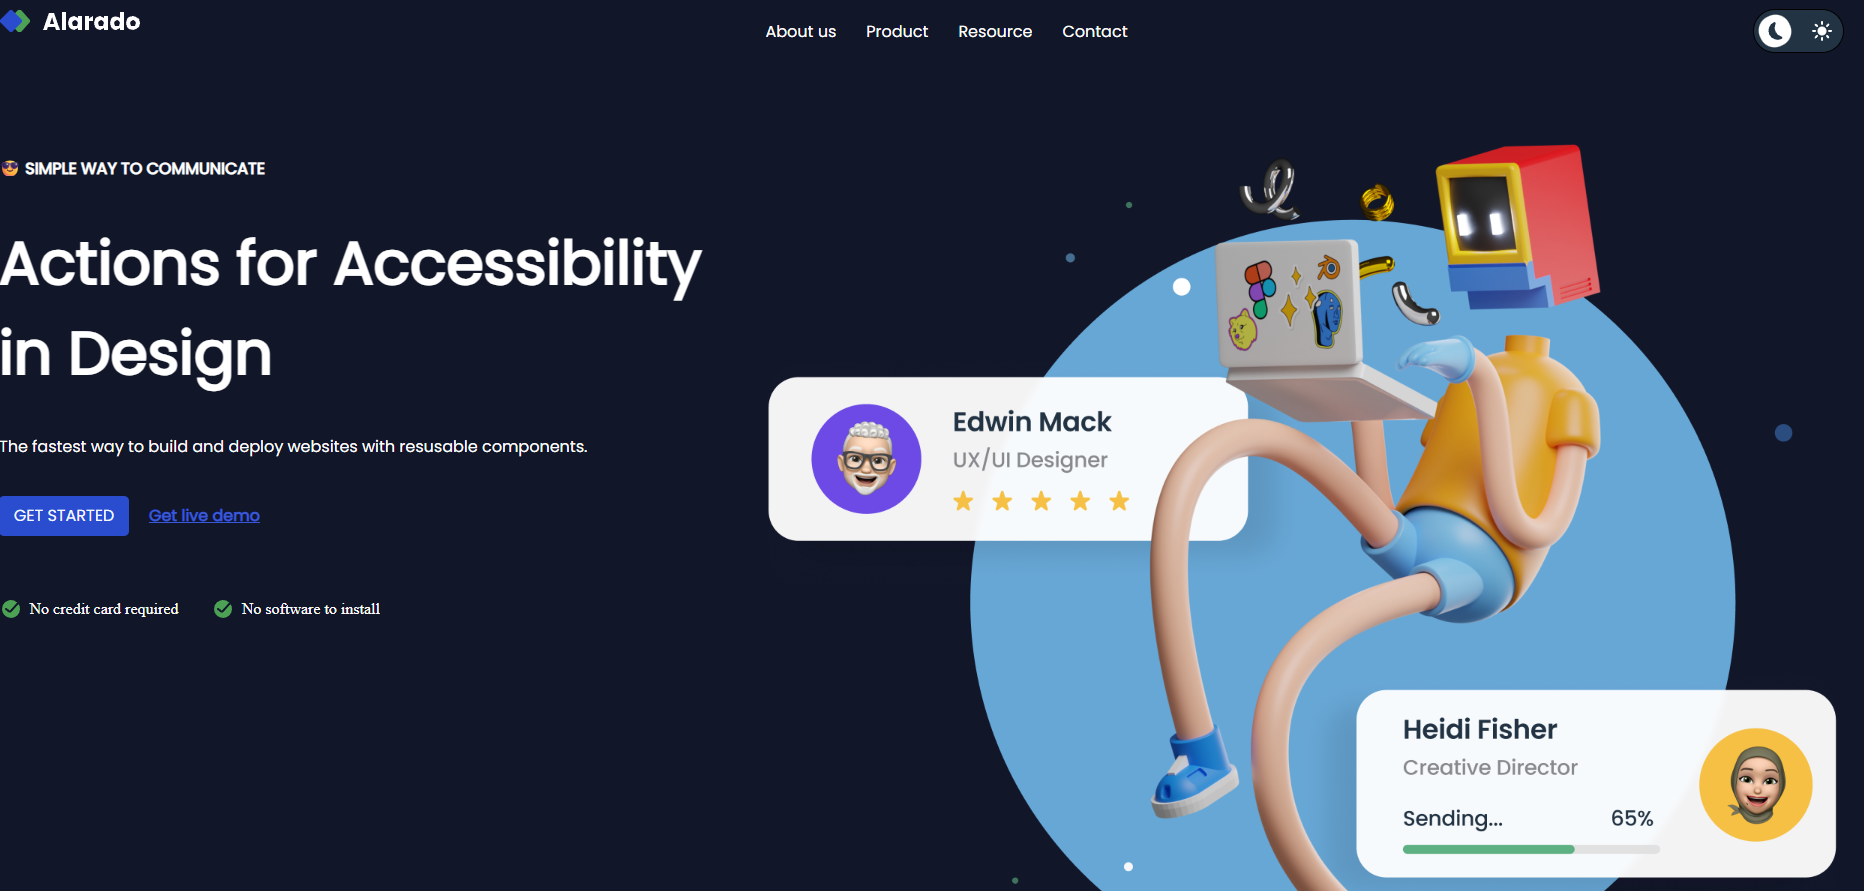 Alarado
About us Product Resource Contact
SIMPLE WAY TO COMMUNICATE
Actions for Accessibility
in Design
The fastest way to build and deploy websites with resusable components.
GET STARTED Get live demo
No credit card required No software to install
Edwin Mack
UX/UI Designer
Heidi Fisher
Creative Director
Sending... 65%